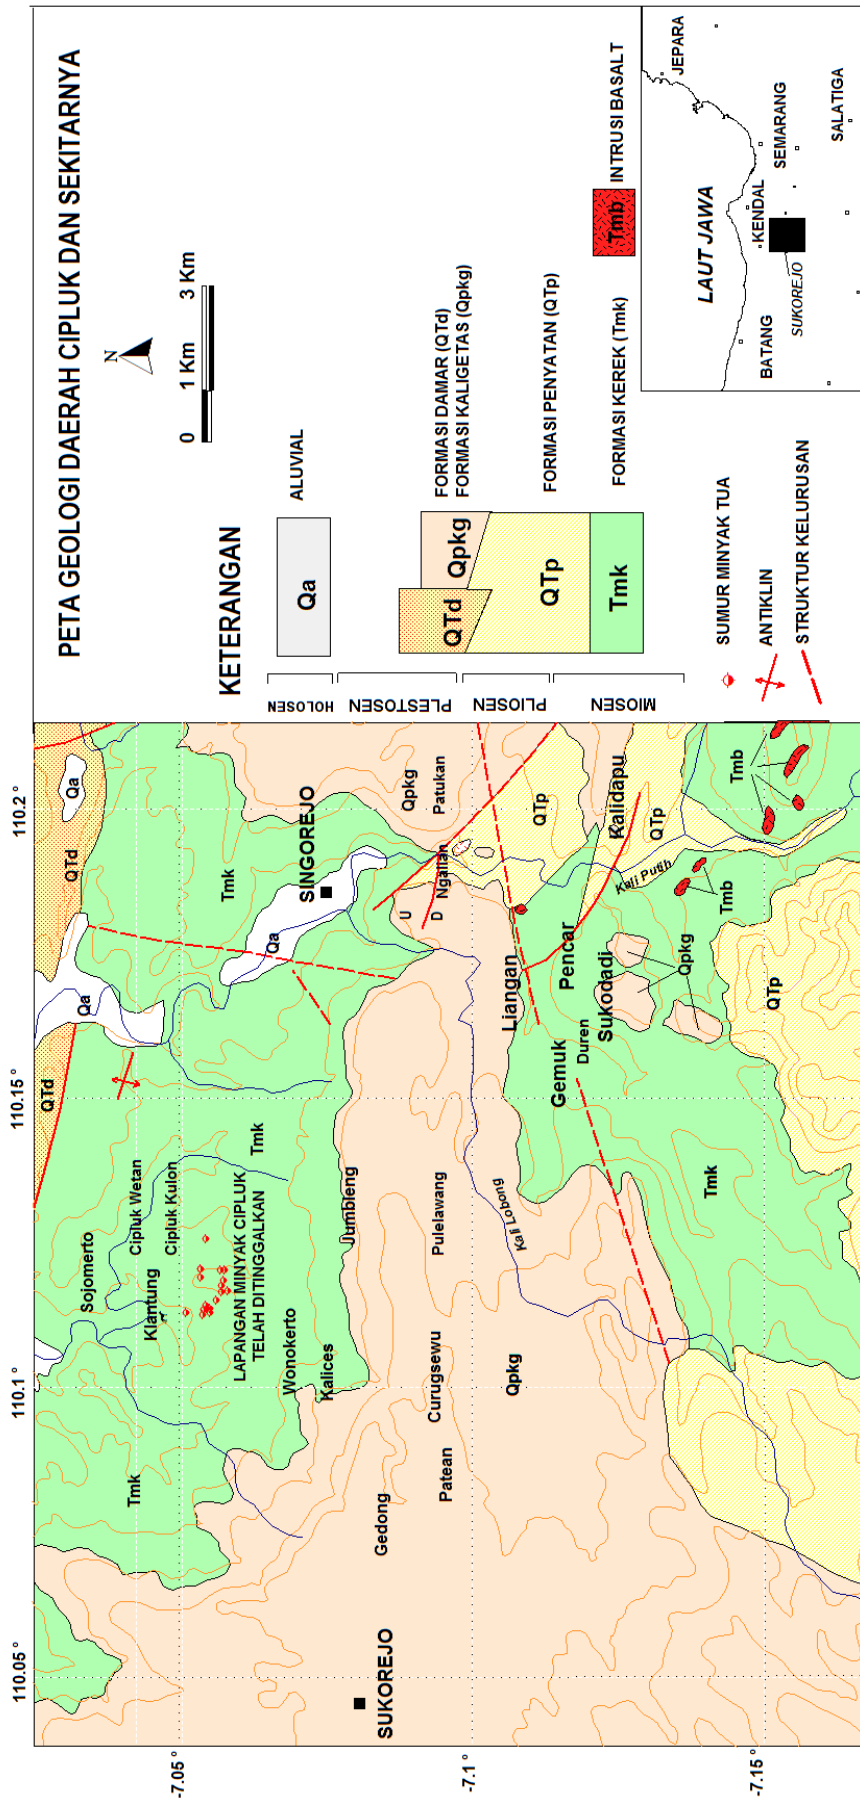 PETA GEOLOGI DAERAH CIPLUK DAN SEKITARNYA
N
0
1 Km
3 Km
KETERANGAN
HOLOSEN
PLESTOSEN
PLIOSEN
MIOSEN
Qa
ALUVIAL
QTd
Qpkg
FORMASI DAMAR (QTd)
FORMASI KALIGETAS (Qpkg)
QTp
FORMASI PENYATAN (QTp)
Tmk
FORMASI KEREK (Tmk)
Tmb
INTRUSI BASALT
SUMUR MINYAK TUA
ANTIKLIN
STRUKTUR KELURUSAN
LAUT JAWA
JEPARA
BATANG
KENDAL
SEMARANG
SUKOREJO
SALATIGA
110.05 °
110.1 °
110.15 °
110.2 °
-7.05 °
-7.1 °
-7.15 °
QTd
Qa
QTd
Qa
Sojomerto
Cipluk Wetan
Cipluk Kulon
Klantung
Tmk
Tmk
Tmk
LAPANGAN MINYAK CIPLUK
TELAH DITINGGALKAN
Qa
SINGOREJO
Wonokerto
Kalices
Jumbleng
SUKOREJO
Gedong
Patean
Curugsewu
Pulelawang
U
D
Ngalian
Qpkg
Patukan
Qpkg
Kali Lobong
Liangan
QTp
Gemuk
Duren
Pencar
Sukodadi
Kalidapu
QTp
Kali Putih
Qpkg
Tmk
Tmb
Tmb
QTp